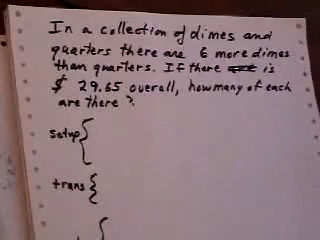 In a collection of dimes and
quarters there are 6 more dimes
than quarters. If there is
$ 29.65 overall, how many of each
are there?
setup
trans